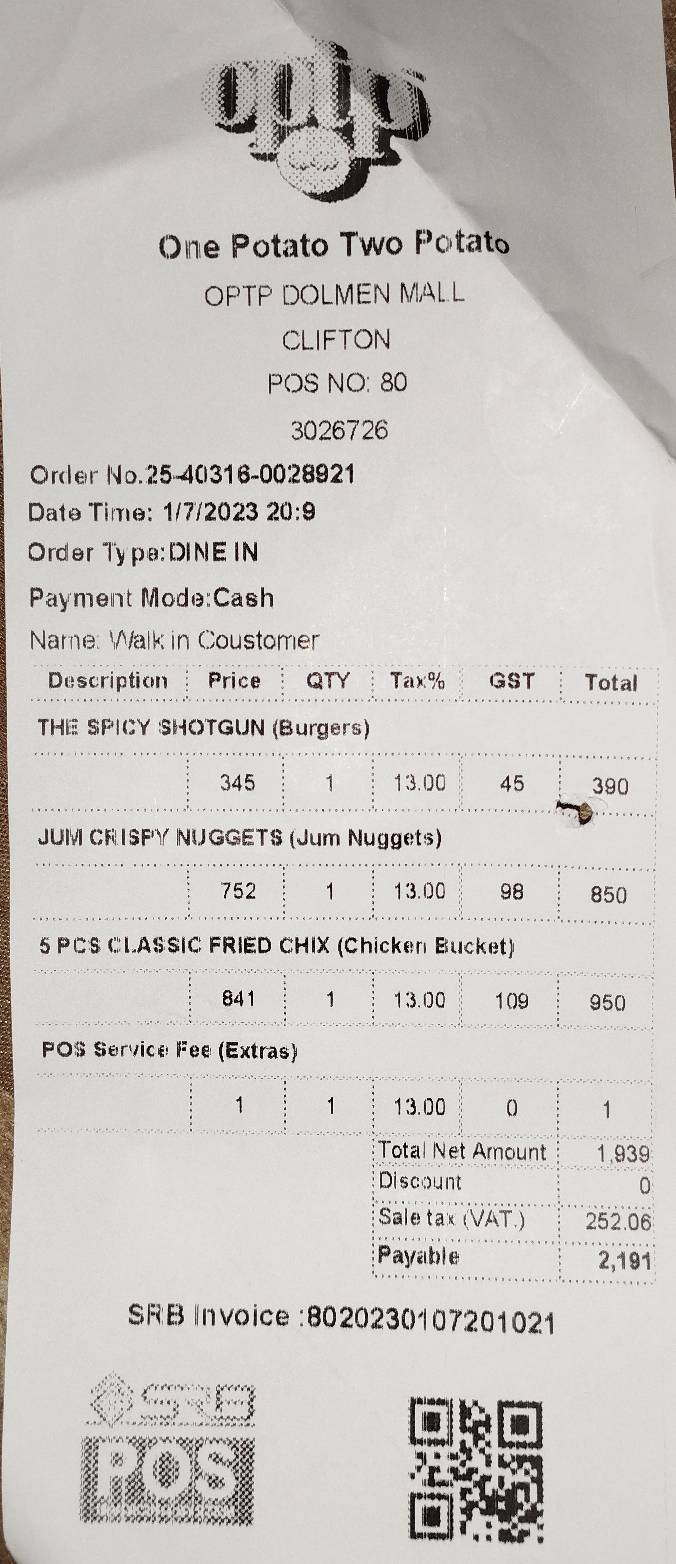 optp
One Potato Two Potato
OPTP DOLMEN MALL
CLIFTON
POS NO: 80
3026726
Order No.25-40316-0028921
Date Time: 1/7/2023 20:9
Order Type:DINE IN
Payment Mode:Cash
Name: Walk in Coustomer
Description Price QTY Tax% GST Total
THE SPICY SHOTGUN (Burgers)
345 1 13.00 45 390
JUM CRISPY NUGGETS (Jum Nuggets)
752 1 13.00 98 850
5 PCS CLASSIC FRIED CHIX (Chicken Bucket)
841 1 13.00 109 950
POS Service Fee (Extras)
1 1 13.00 0 1
Total Net Amount 1,939
Discount 0
Sale tax (VAT.) 252.06
Payable 2,191
SRB Invoice :8020230107201021
SRB
POS